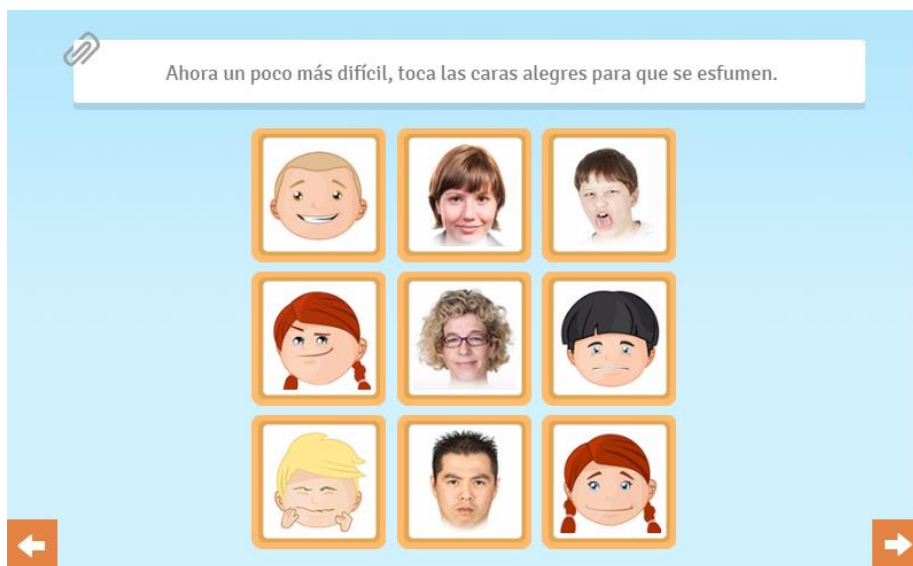 Ahora un poco más difícil, toca las caras alegres para que se esfumen.